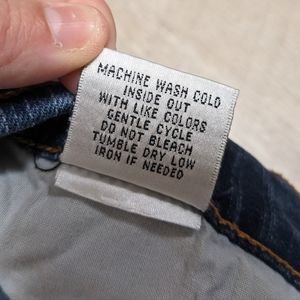 MACHINE WASH COLD
INSIDE OUT
WITH LIKE COLORS
GENTLE CYCLE
DO NOT BLEACH
TUMBLE DRY LOW
IRON IF NEEDED